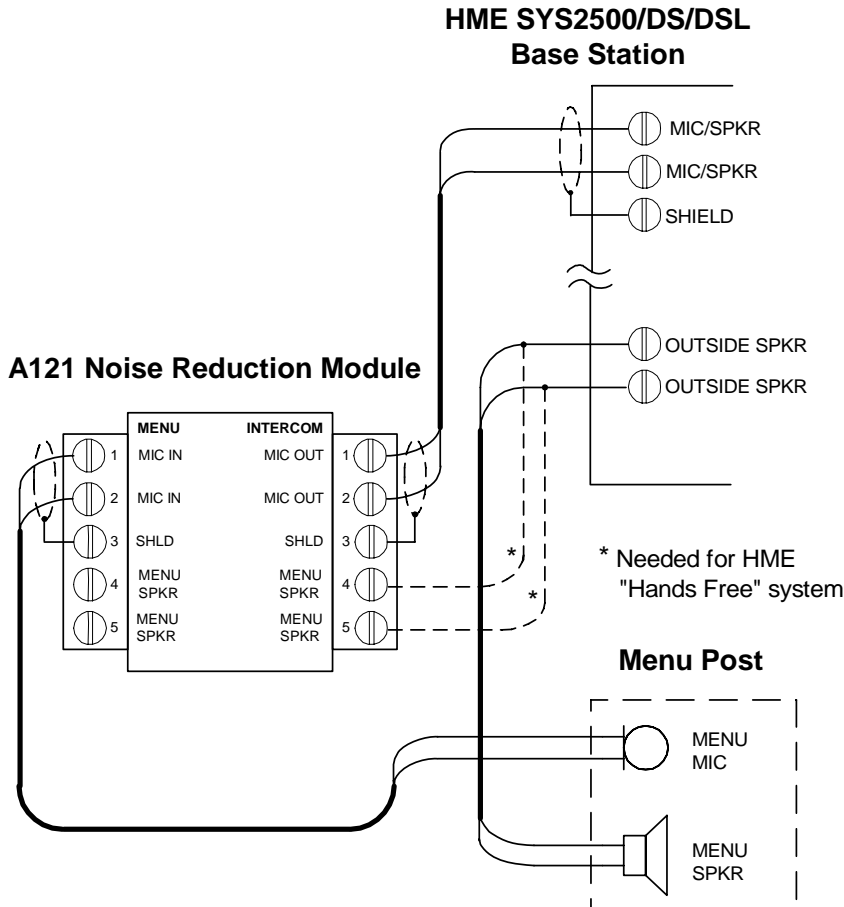 HME SYS2500/DS/DSL
Base Station
MIC/SPKR
MIC/SPKR
SHIELD
OUTSIDE SPKR
OUTSIDE SPKR
A121 Noise Reduction Module
MENU INTERCOM
1 MIC IN MIC OUT 1
2 MIC IN MIC OUT 2
3 SHLD SHLD 3
4 MENU SPKR MENU SPKR 4
5 MENU SPKR MENU SPKR 5
*
*
* Needed for HME
"Hands Free" system
Menu Post
MENU
MIC
MENU
SPKR